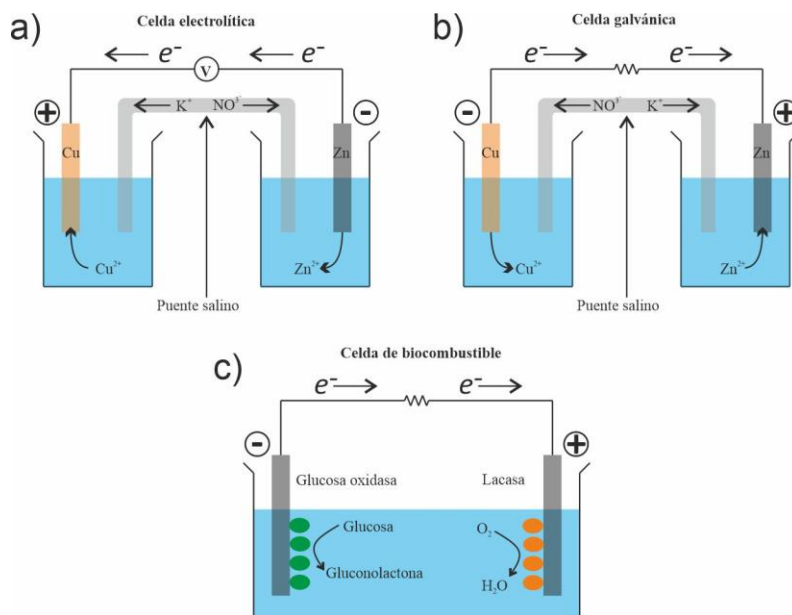 a)
Celda electrolítica
e⁻ e⁻
V
+ -
K⁺ NO³⁻
Cu Zn
Cu²⁺ Zn²⁺
Puente salino
b)
Celda galvánica
e⁻ e⁻
- +
NO³⁻ K⁺
Cu Zn
Cu²⁺ Zn²⁺
Puente salino
c)
Celda de biocombustible
e⁻ e⁻
- +
Glucosa oxidasa Lacasa
Glucosa O₂
Gluconolactona H₂O